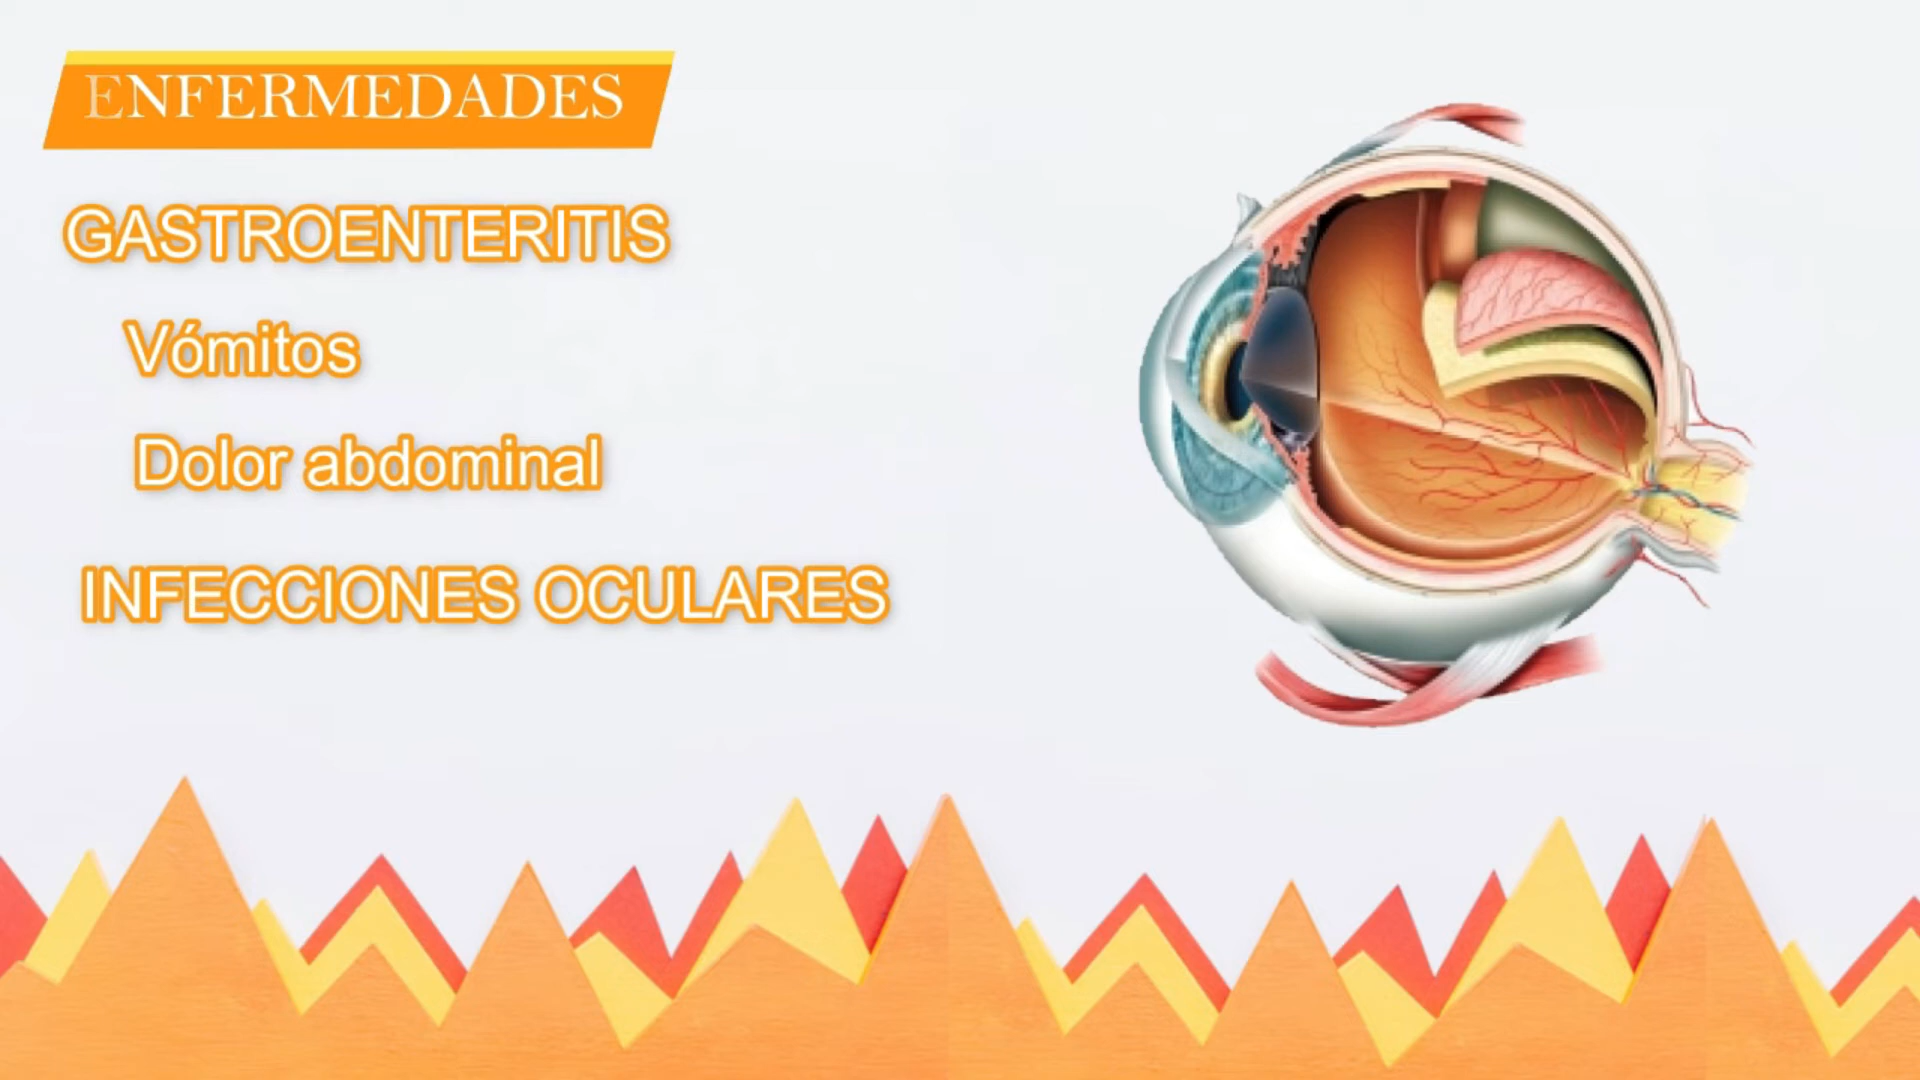 ENFERMEDADES
GASTROENTERITIS
Vómitos
Dolor abdominal
INFECCIONES OCULARES